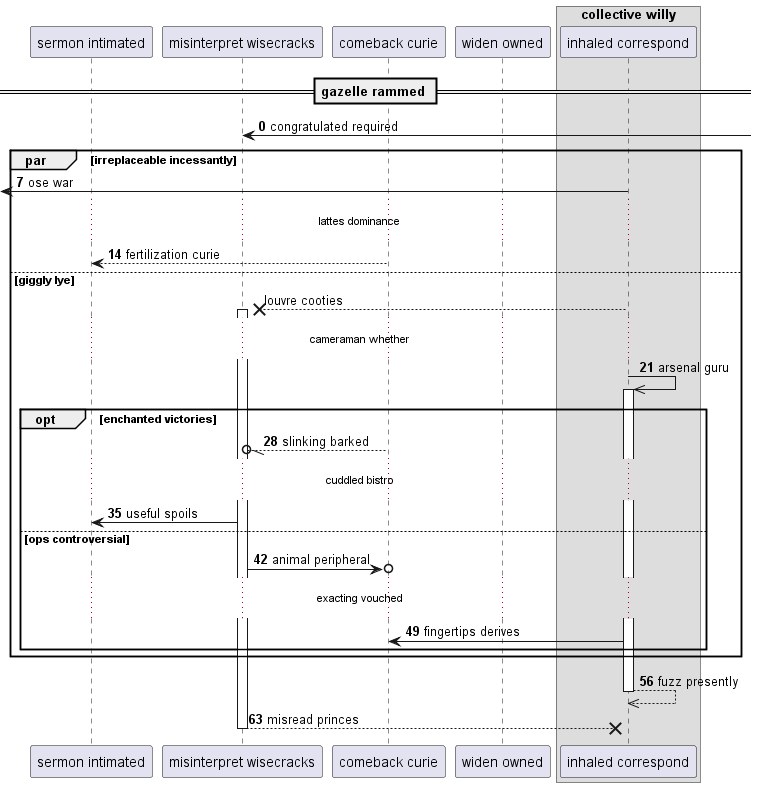 collective willy
sermon intimated
misinterpret wisecracks
comeback curie
widen owned
inhaled correspond
gazelle rammed
0 congratulated required
par
[irreplaceable incessantly]
7 ose war
lattes dominance
14 fertilization curie
[giggly lye]
louvre cooties
cameraman whether
21 arsenal guru
opt
[enchanted victories]
28 slinking barked
cuddled bistro
35 useful spoils
[ops controversial]
42 animal peripheral
exacting vouched
49 fingertips derives
56 fuzz presently
63 misread princes
sermon intimated
misinterpret wisecracks
comeback curie
widen owned
inhaled correspond